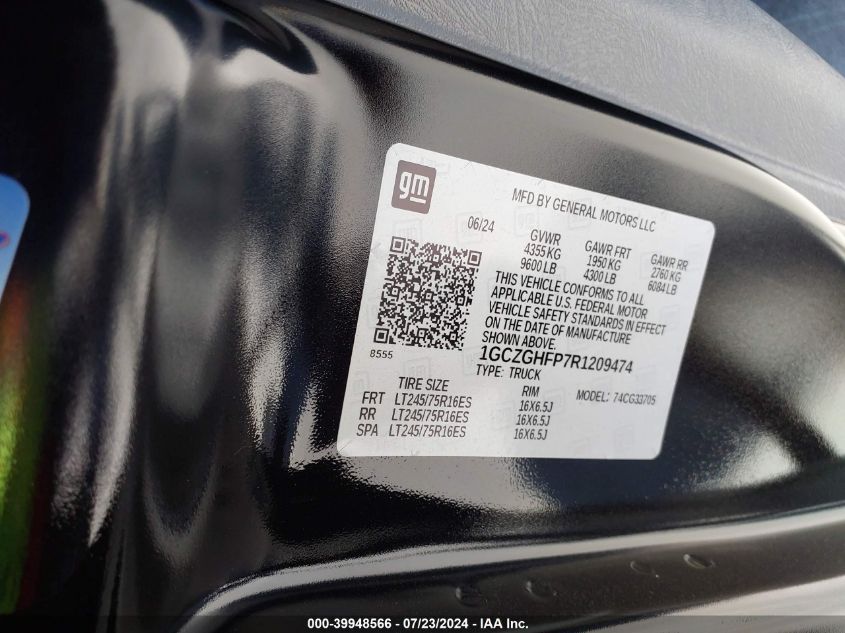 gm
MFD BY GENERAL MOTORS LLC
06/24
GVWR GAWR FRT GAWR RR
4355 KG 1950 KG 2760 KG
9600 LB 4300 LB 6084 LB
THIS VEHICLE CONFORMS TO ALL
APPLICABLE U.S. FEDERAL MOTOR
VEHICLE SAFETY STANDARDS IN EFFECT
ON THE DATE OF MANUFACTURE
SHOWN ABOVE.
8555
1GCZGHFP7R1209474
TYPE: TRUCK
MODEL: 74CG33705
TIRE SIZE RIM
FRT LT245/75R16ES 16X6.5J
RR LT245/75R16ES 16X6.5J
SPA LT245/75R16ES 16X6.5J
000-39948566 - 07/23/2024 - IAA Inc.